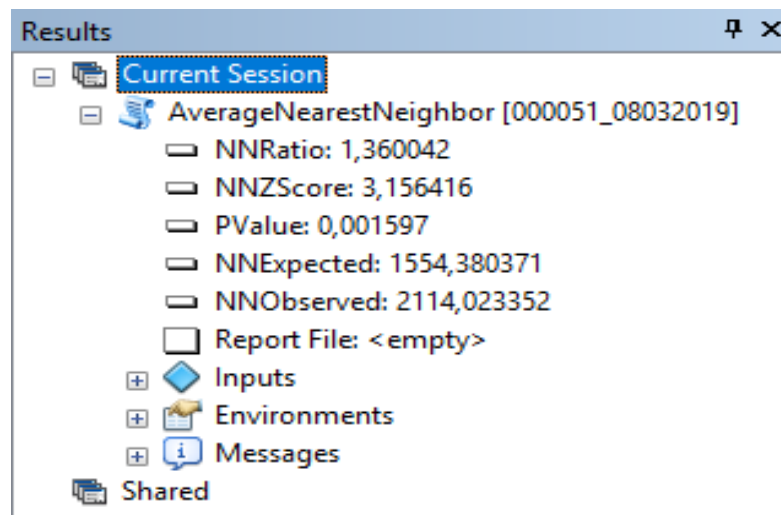 Results
Current Session
AverageNearestNeighbor [000051_08032019]
NNRatio: 1,360042
NNZScore: 3,156416
PValue: 0,001597
NNExpected: 1554,380371
NNObserved: 2114,023352
Report File: <empty>
Inputs
Environments
Messages
Shared